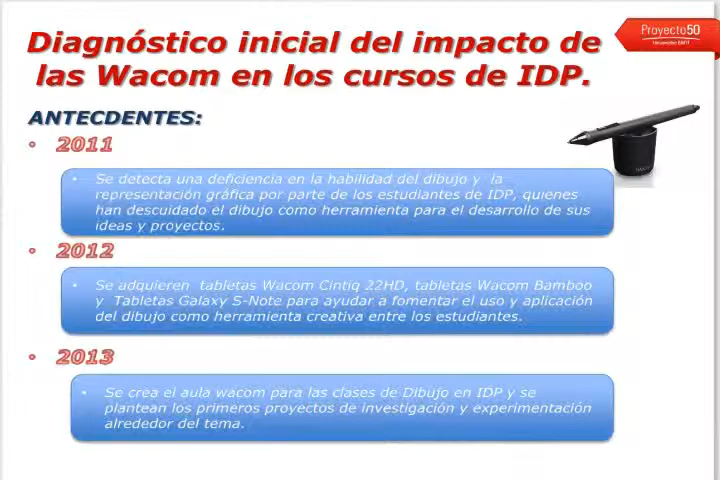 Proyecto50
Diagnóstico inicial del impacto de
las Wacom en los cursos de IDP.
ANTECDENTES:
• 2011
• Se detecta una deficiencia en la habilidad del dibujo y la
representación gráfica por parte de los estudiantes de IDP, quienes
han descuidado el dibujo como herramienta para el desarrollo de sus
ideas y proyectos.
• 2012
• Se adquieren tabletas Wacom Cintiq 22HD, tabletas Wacom Bamboo
y Tabletas Galaxy S-Note para ayudar a fomentar el uso y aplicación
del dibujo como herramienta creativa entre los estudiantes.
• 2013
• Se crea el aula wacom para las clases de Dibujo en IDP y se
plantean los primeros proyectos de investigación y experimentación
alrededor del tema.